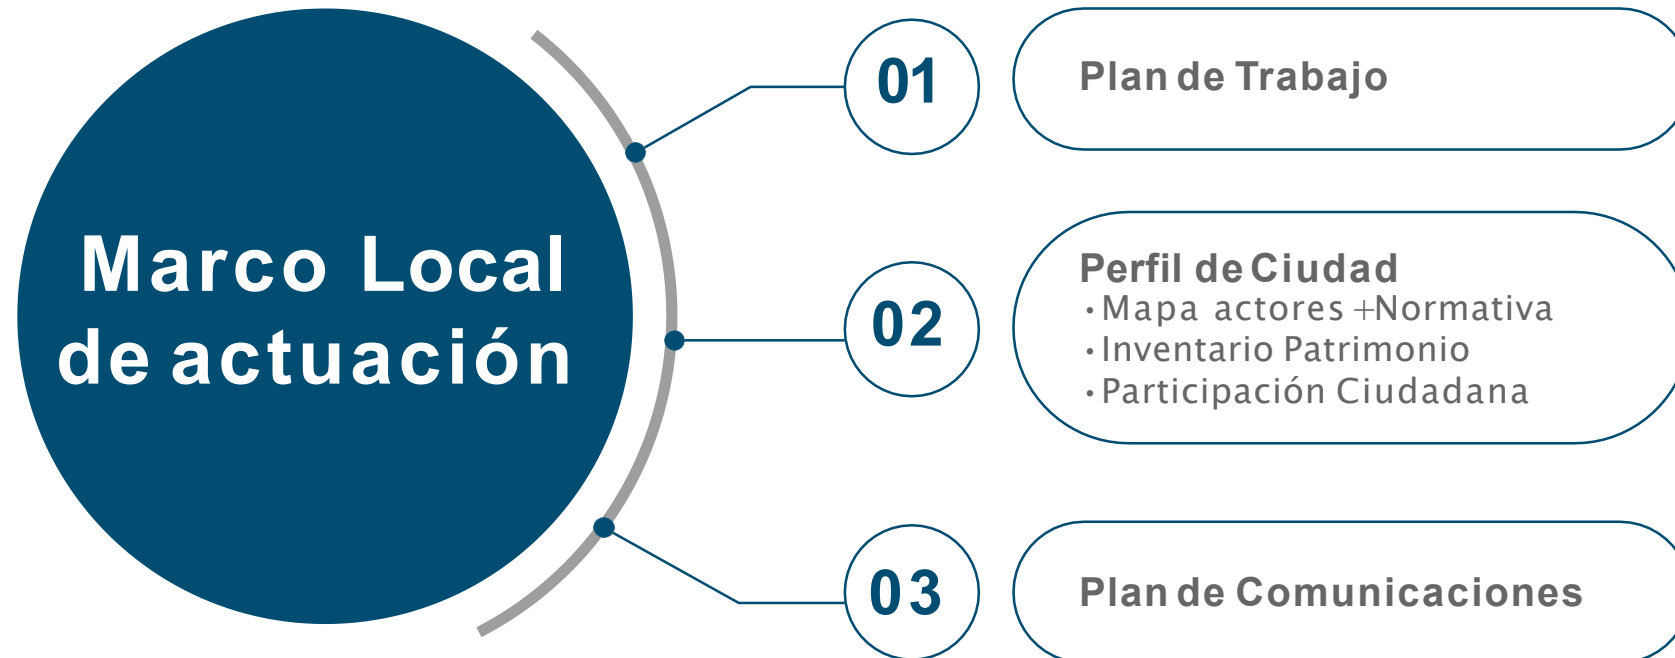 Marco Local
de actuación
01
Plan de Trabajo
02
Perfil de Ciudad
•Mapa actores +Normativa
•Inventario Patrimonio
•Participación Ciudadana
03
Plan de Comunicaciones